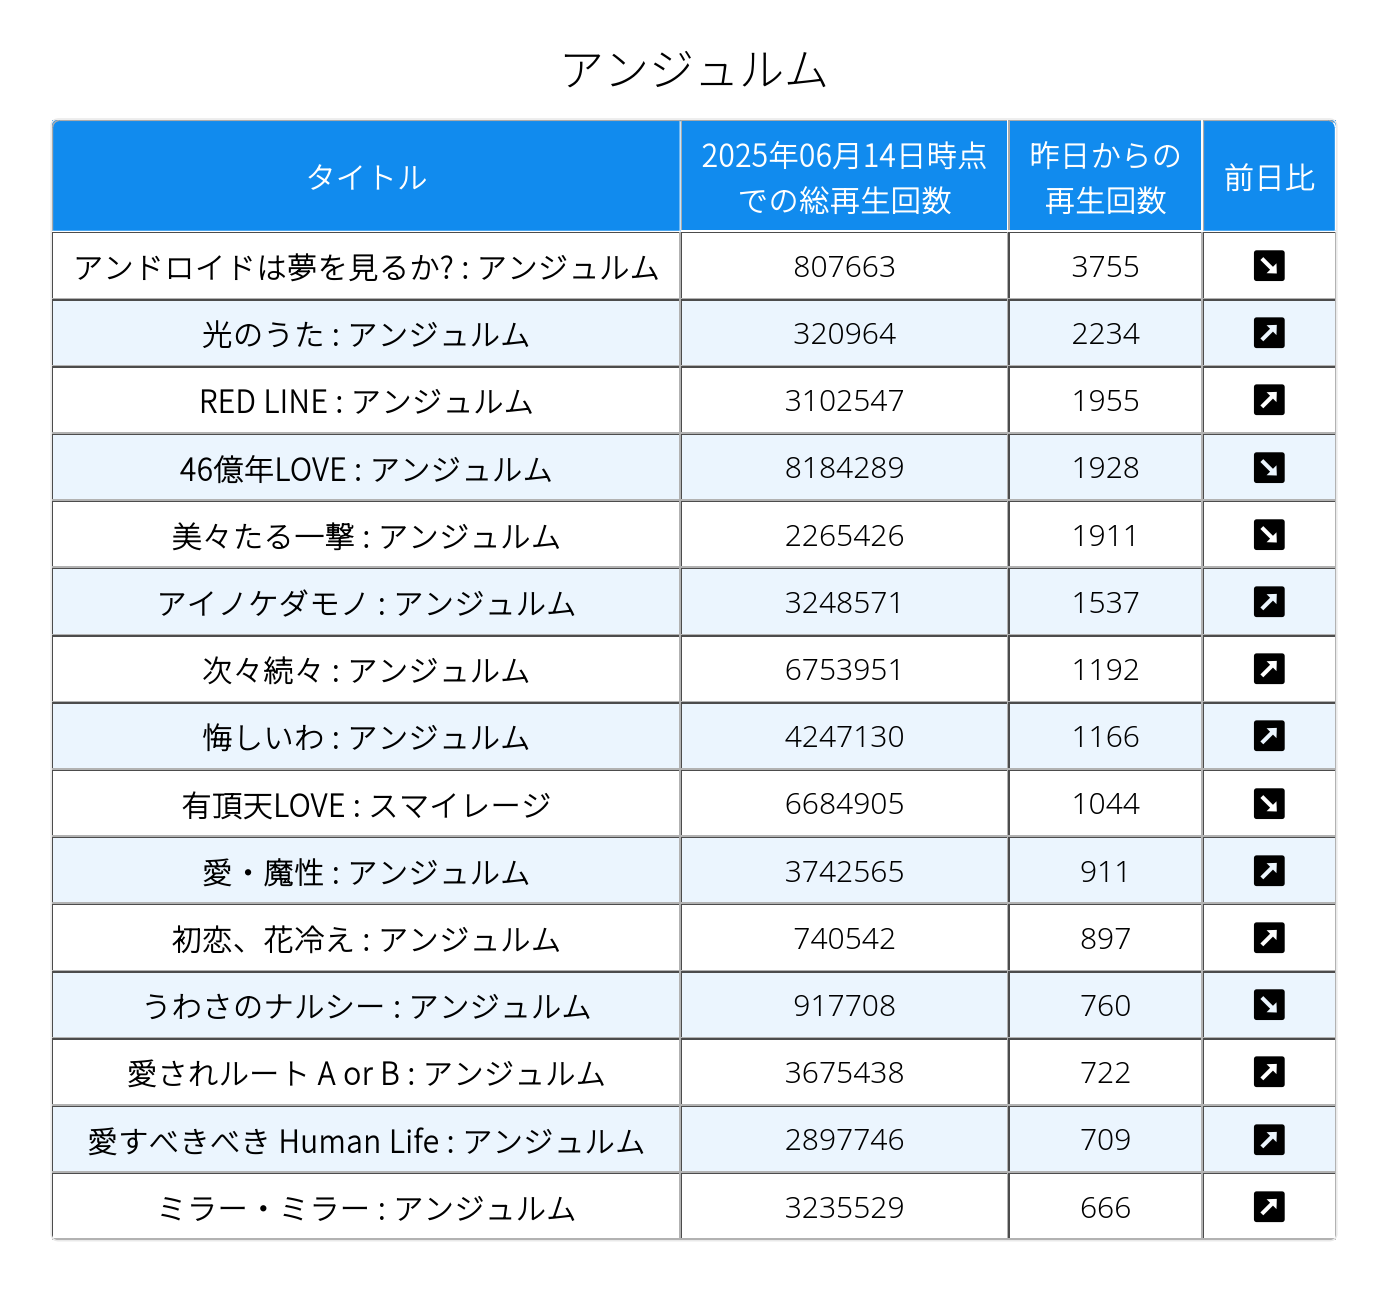 アンジュルム
タイトル 2025年06月14日時点での総再生回数 昨日からの再生回数 前日比
アンドロイドは夢を見るか? : アンジュルム 807663 3755 ↘
光のうた : アンジュルム 320964 2234 ↗
RED LINE : アンジュルム 3102547 1955 ↗
46億年LOVE : アンジュルム 8184289 1928 ↘
美々たる一撃 : アンジュルム 2265426 1911 ↘
アイノケダモノ : アンジュルム 3248571 1537 ↗
次々続々 : アンジュルム 6753951 1192 ↗
悔しいわ : アンジュルム 4247130 1166 ↗
有頂天LOVE : スマイレージ 6684905 1044 ↘
愛・魔性 : アンジュルム 3742565 911 ↗
初恋、花冷え : アンジュルム 740542 897 ↗
うわさのナルシー : アンジュルム 917708 760 ↘
愛されルート A or B : アンジュルム 3675438 722 ↗
愛すべきべき Human Life : アンジュルム 2897746 709 ↗
ミラー・ミラー : アンジュルム 3235529 666 ↗